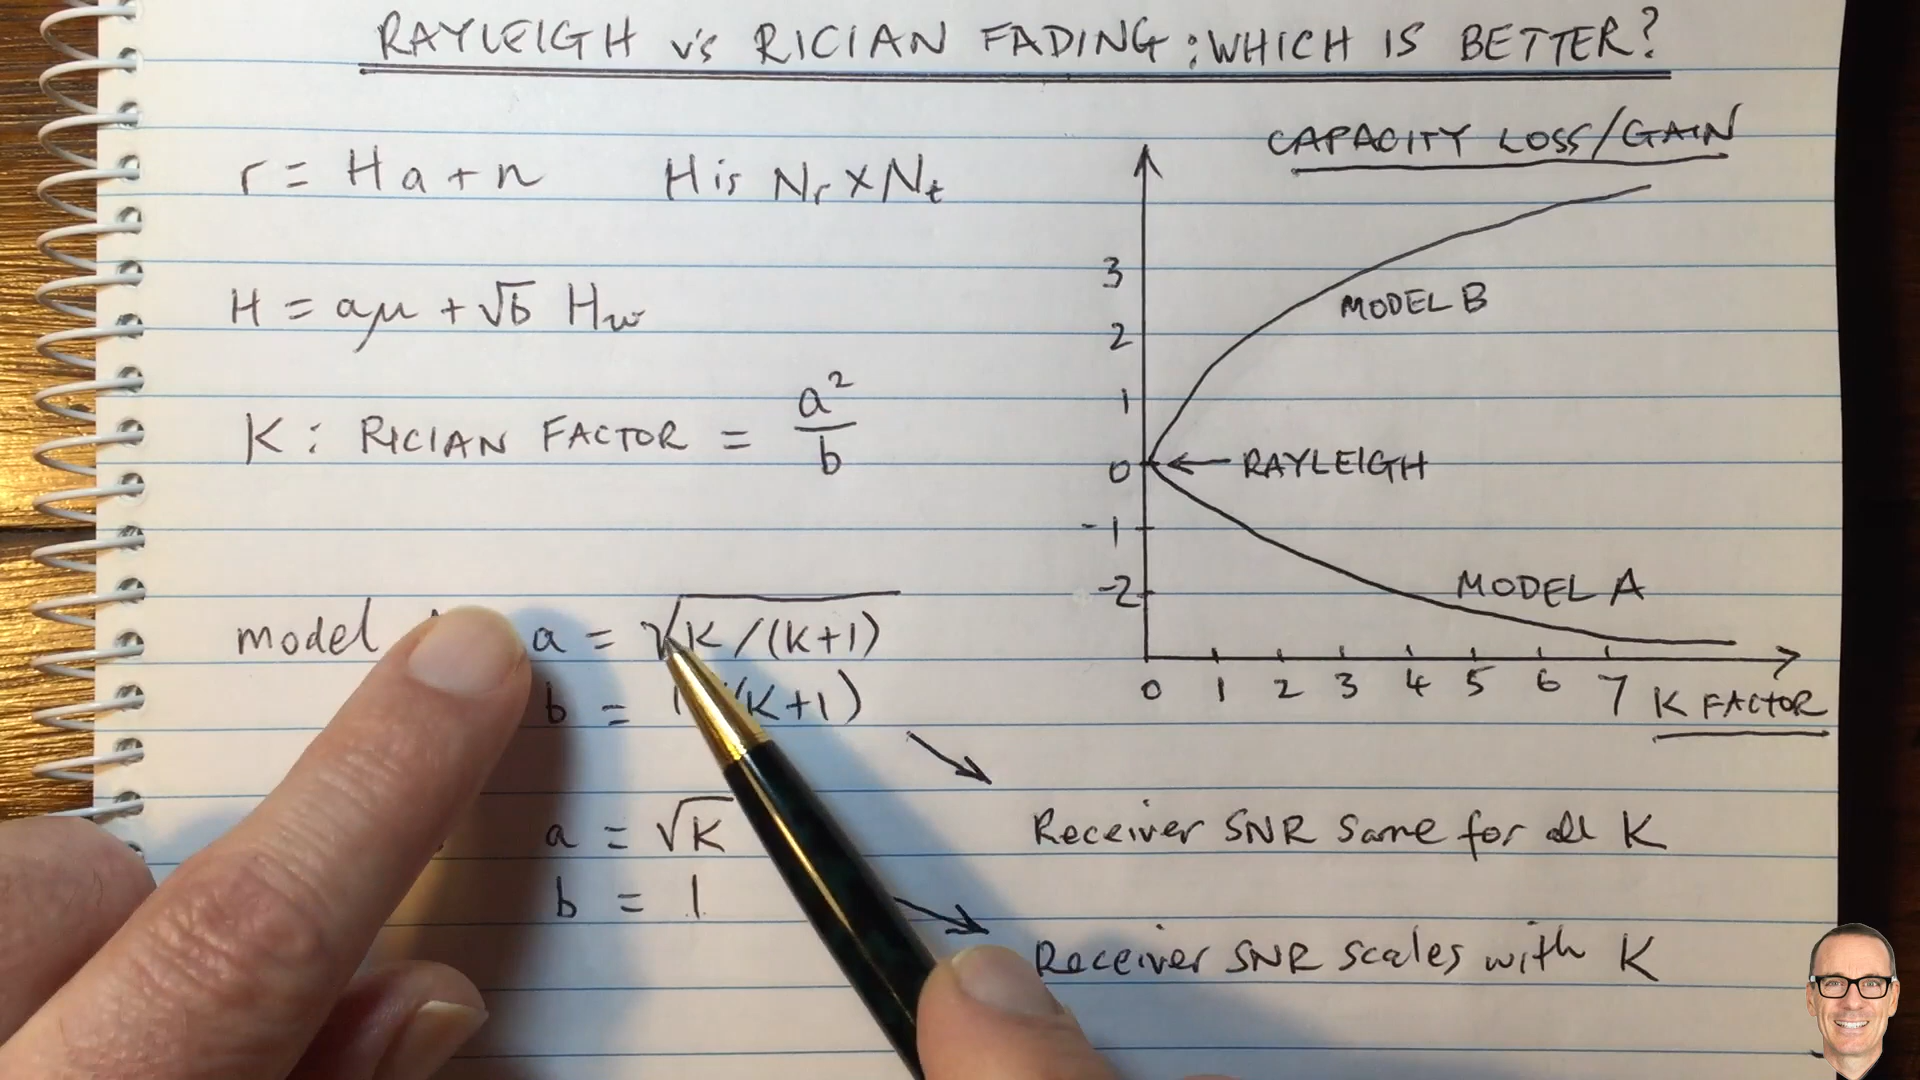 RAYLEIGH v's RICIAN FADING : WHICH IS BETTER?
r = Ha + n H is Nr x Nt
H = aμ + √b Hw
K : RICIAN FACTOR = a²/b
model a = √K/(K+1)
b = (K+1)
a = √K
b = 1
CAPACITY LOSS/GAIN
3
MODEL B
2
1
0 ← RAYLEIGH
-1
-2 MODEL A
0 1 2 3 4 5 6 7 K FACTOR
Receiver SNR same for all K
Receiver SNR scales with K